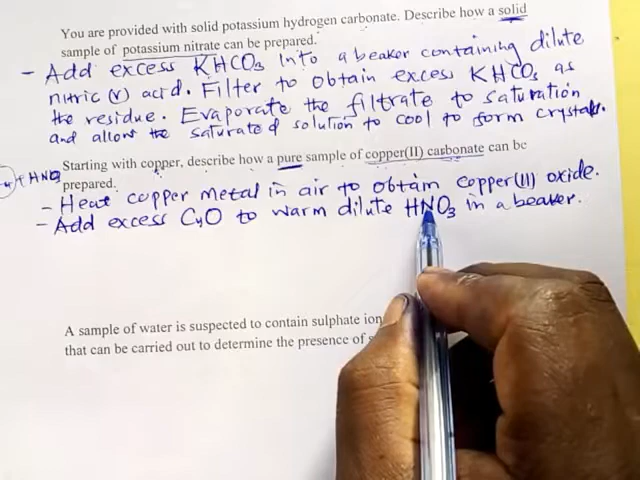 You are provided with solid potassium hydrogen carbonate. Describe how a solid
sample of potassium nitrate can be prepared.
- Add excess KHCO3 into a beaker containing dilute
nitric (v) acid. Filter to obtain excess KHCO3 as
the residue. Evaporate the filtrate to saturation
and allow the saturated solution to cool to form crystals.
Starting with copper, describe how a pure sample of copper(II) carbonate can be
+ HNO3
prepared.
- Heat copper metal in air to obtain copper(II) oxide.
- Add excess CuO to warm dilute HNO3 in a beaker.
A sample of water is suspected to contain sulphate ion
that can be carried out to determine the presence of